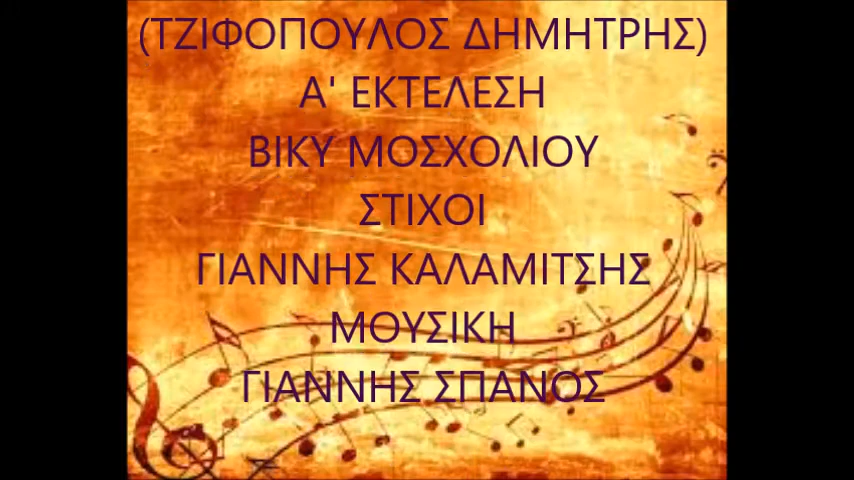 (ΤΖΙΦΟΠΟΥΛΟΣ ΔΗΜΗΤΡΗΣ)
Α' ΕΚΤΕΛΕΣΗ
ΒΙΚΥ ΜΟΣΧΟΛΙΟΥ
ΣΤΙΧΟΙ
ΓΙΑΝΝΗΣ ΚΑΛΑΜΙΤΣΗΣ
ΜΟΥΣΙΚΗ
ΓΙΑΝΝΗΣ ΣΠΑΝΟΣ